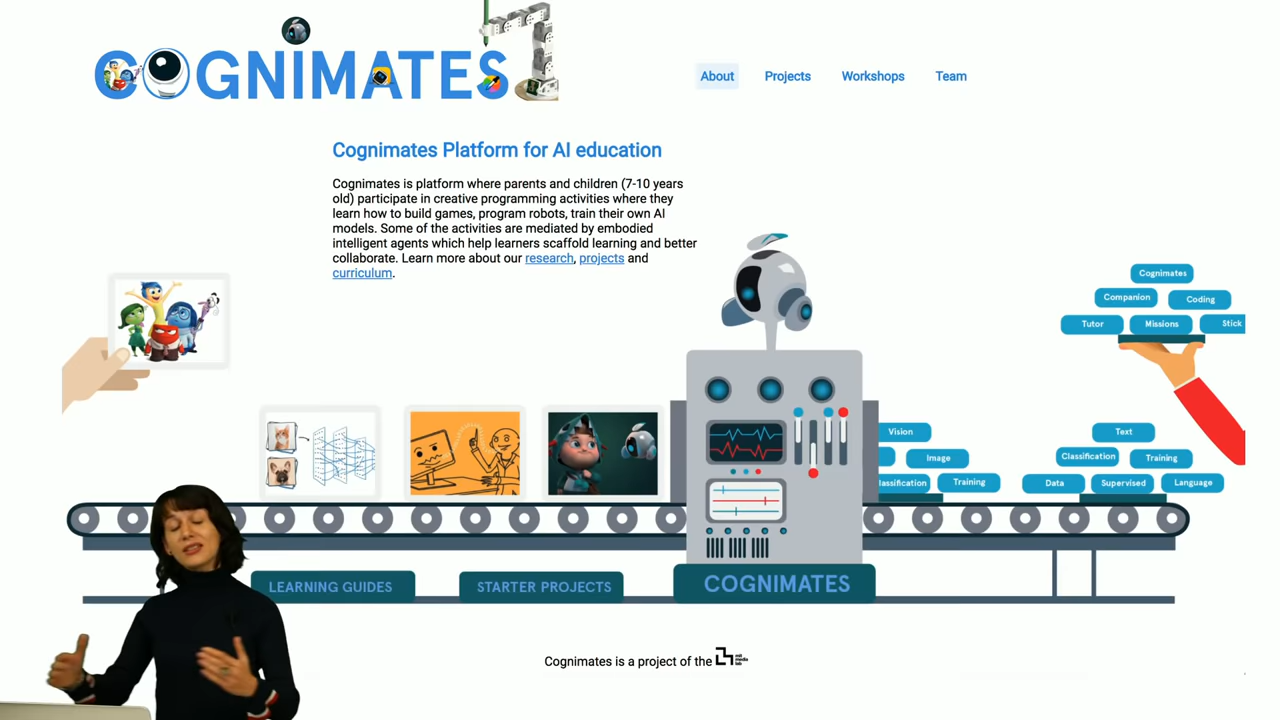 COGNIMATES
About
Projects
Workshops
Team
Cognimates Platform for AI education
Cognimates is platform where parents and children (7-10 years
old) participate in creative programming activities where they
learn how to build games, program robots, train their own AI
models. Some of the activities are mediated by embodied
intelligent agents which help learners scaffold learning and better
collaborate. Learn more about our research, projects and
curriculum.
Cognimates
Companion
Coding
Tutor
Missions
Stick
Vision
Image
lassification
Training
Text
Classification
Training
Data
Supervised
Language
LEARNING GUIDES
STARTER PROJECTS
COGNIMATES
Cognimates is a project of the mit
media
lab